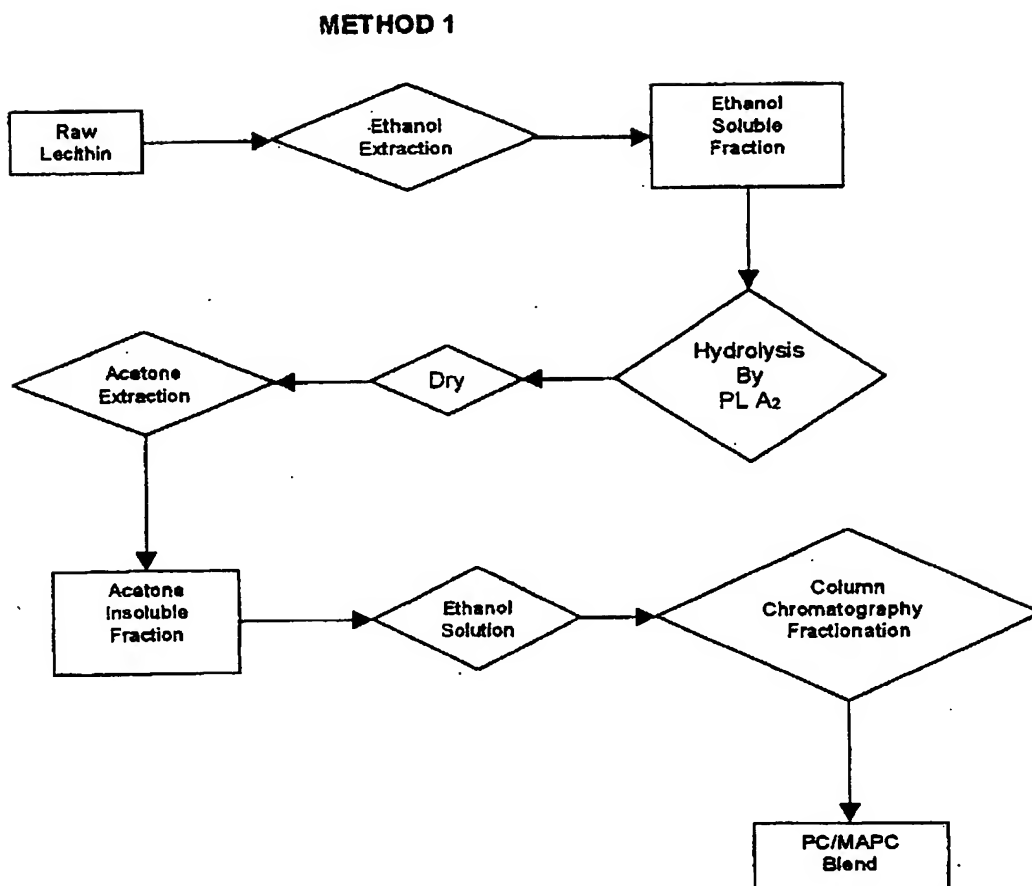 METHOD 1
Raw
Lecithin
Ethanol
Extraction
Ethanol
Soluble
Fraction
Hydrolysis
By
PL A₂
Dry
Acetone
Extraction
Acetone
Insoluble
Fraction
Ethanol
Solution
Column
Chromatography
Fractionation
PC/MAPC
Blend